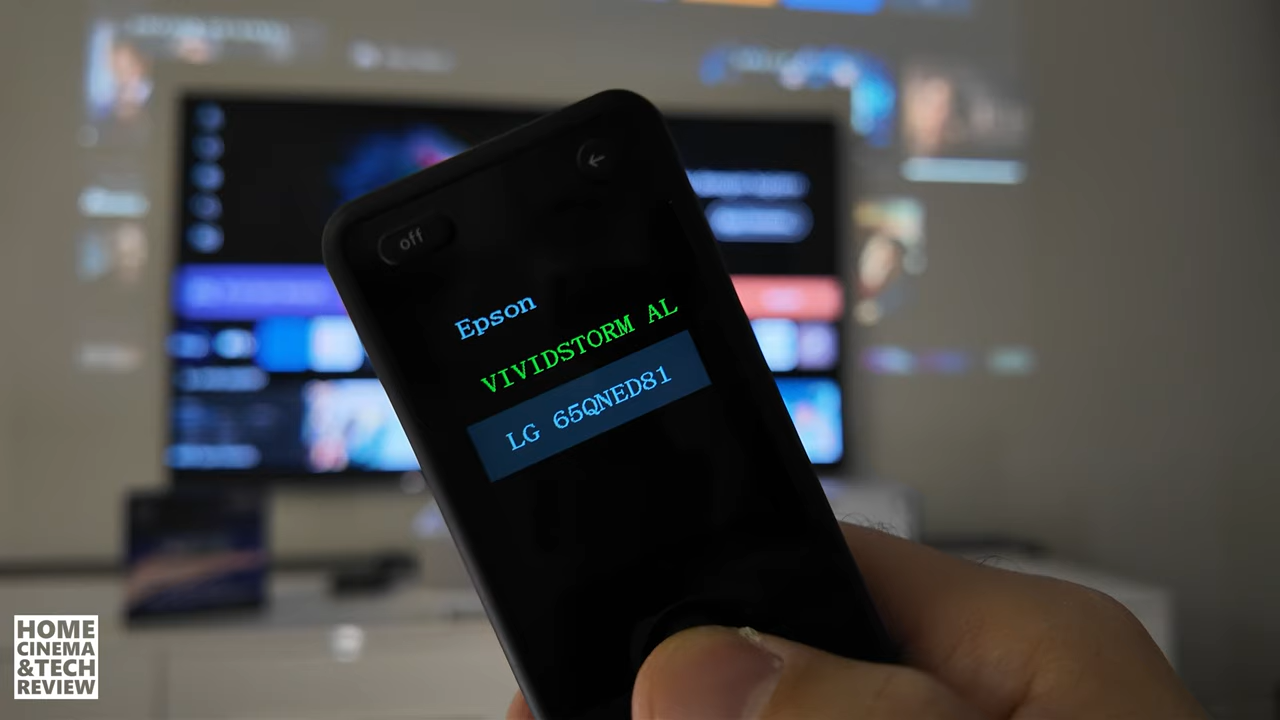 ←
off
Epson
VIVIDSTORM AL
LG 65QNED81
HOME
CINEMA
&TECH
REVIEW